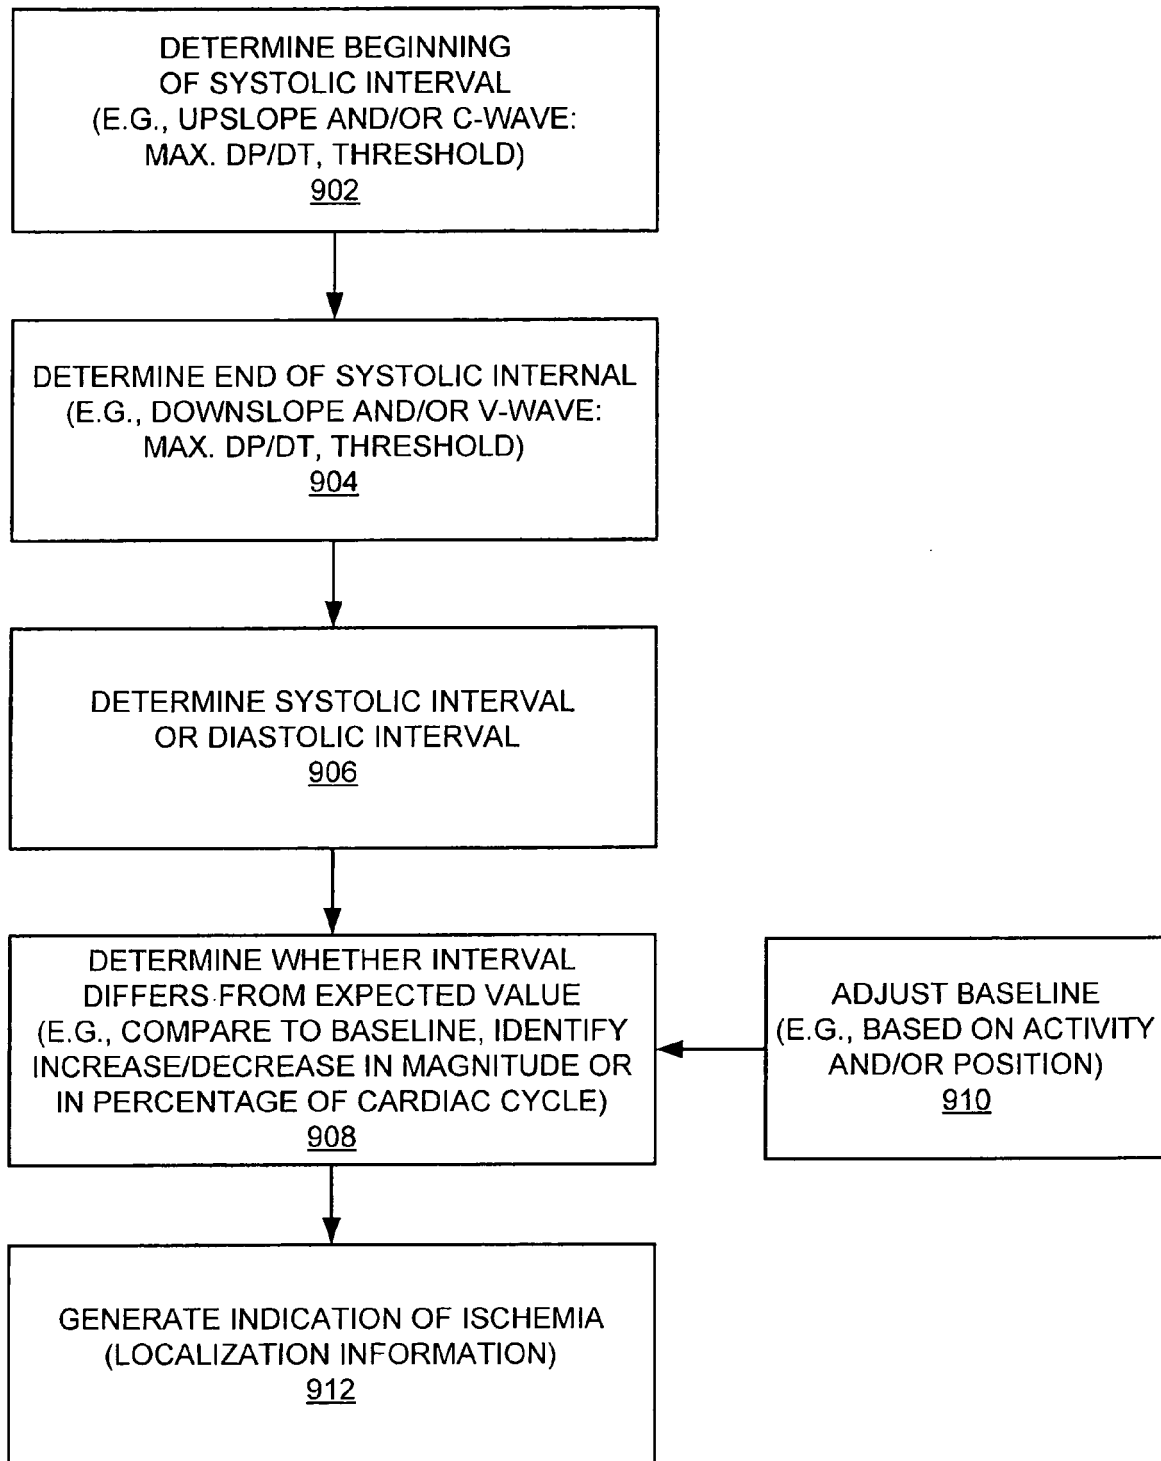 DETERMINE BEGINNING
OF SYSTOLIC INTERVAL
(E.G., UPSLOPE AND/OR C-WAVE:
MAX. DP/DT, THRESHOLD)
902
DETERMINE END OF SYSTOLIC INTERNAL
(E.G., DOWNSLOPE AND/OR V-WAVE:
MAX. DP/DT, THRESHOLD)
904
DETERMINE SYSTOLIC INTERVAL
OR DIASTOLIC INTERVAL
906
DETERMINE WHETHER INTERVAL
DIFFERS FROM EXPECTED VALUE
(E.G., COMPARE TO BASELINE, IDENTIFY
INCREASE/DECREASE IN MAGNITUDE OR
IN PERCENTAGE OF CARDIAC CYCLE)
908
ADJUST BASELINE
(E.G., BASED ON ACTIVITY
AND/OR POSITION)
910
GENERATE INDICATION OF ISCHEMIA
(LOCALIZATION INFORMATION)
912